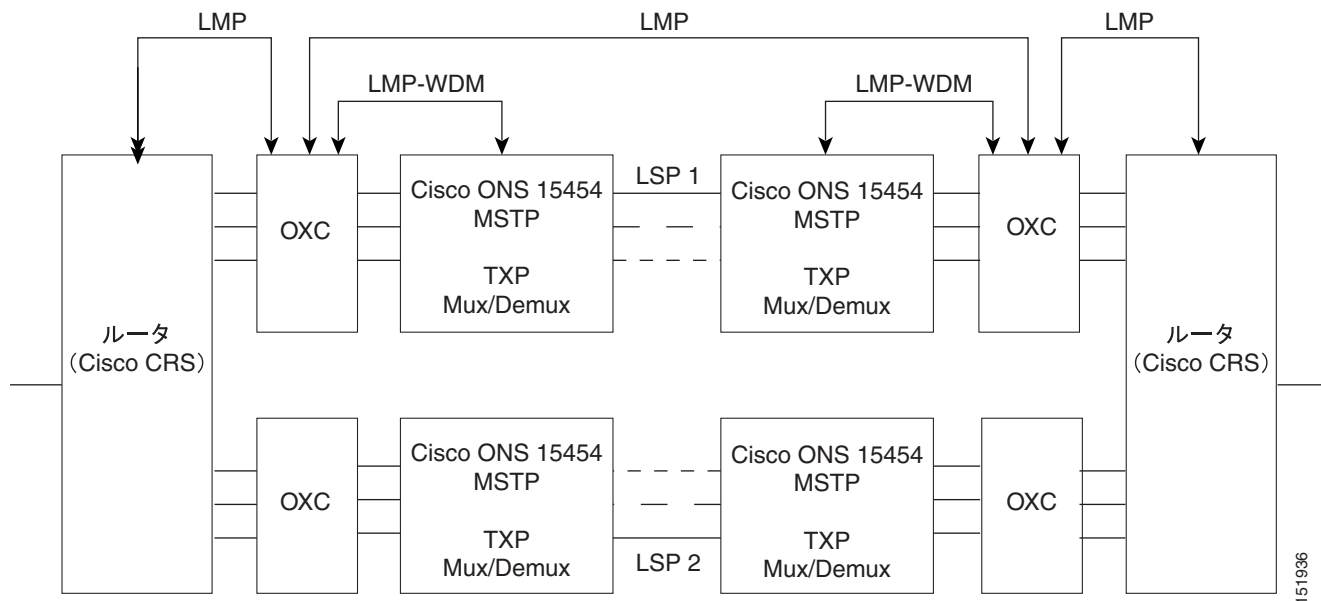 LMP
LMP
LMP
LMP-WDM
LMP-WDM
ルータ
（Cisco CRS）
OXC
Cisco ONS 15454
MSTP
TXP
Mux/Demux
LSP 1
Cisco ONS 15454
MSTP
TXP
Mux/Demux
OXC
ルータ
（Cisco CRS）
OXC
Cisco ONS 15454
MSTP
TXP
Mux/Demux
LSP 2
Cisco ONS 15454
MSTP
TXP
Mux/Demux
OXC
151936